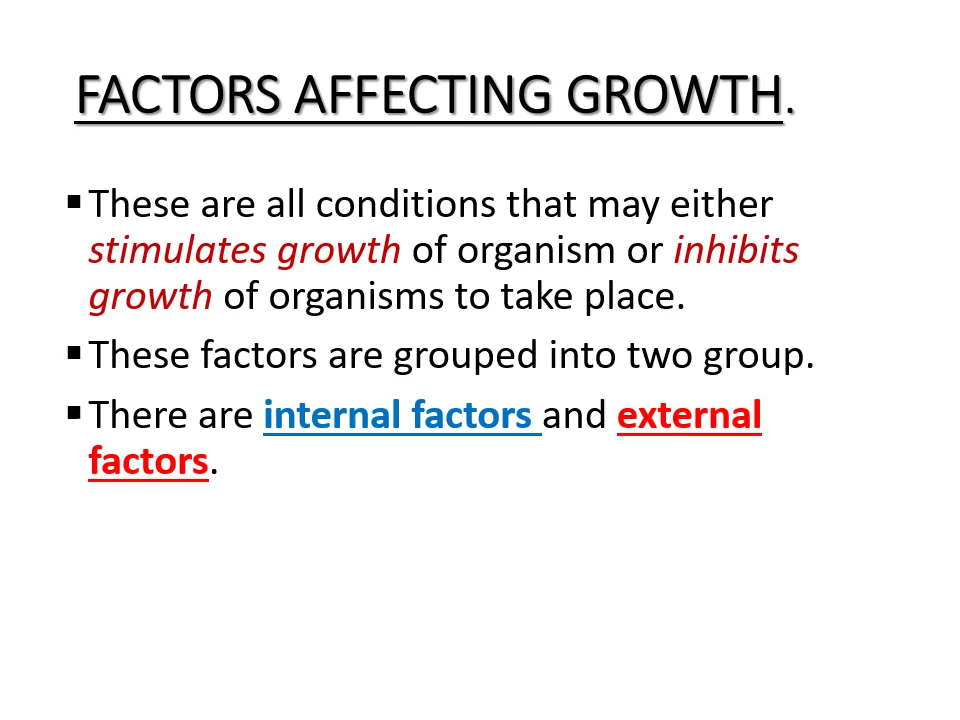 FACTORS AFFECTING GROWTH.
▪These are all conditions that may either
stimulates growth of organism or inhibits
growth of organisms to take place.
▪These factors are grouped into two group.
▪There are internal factors and external
factors.